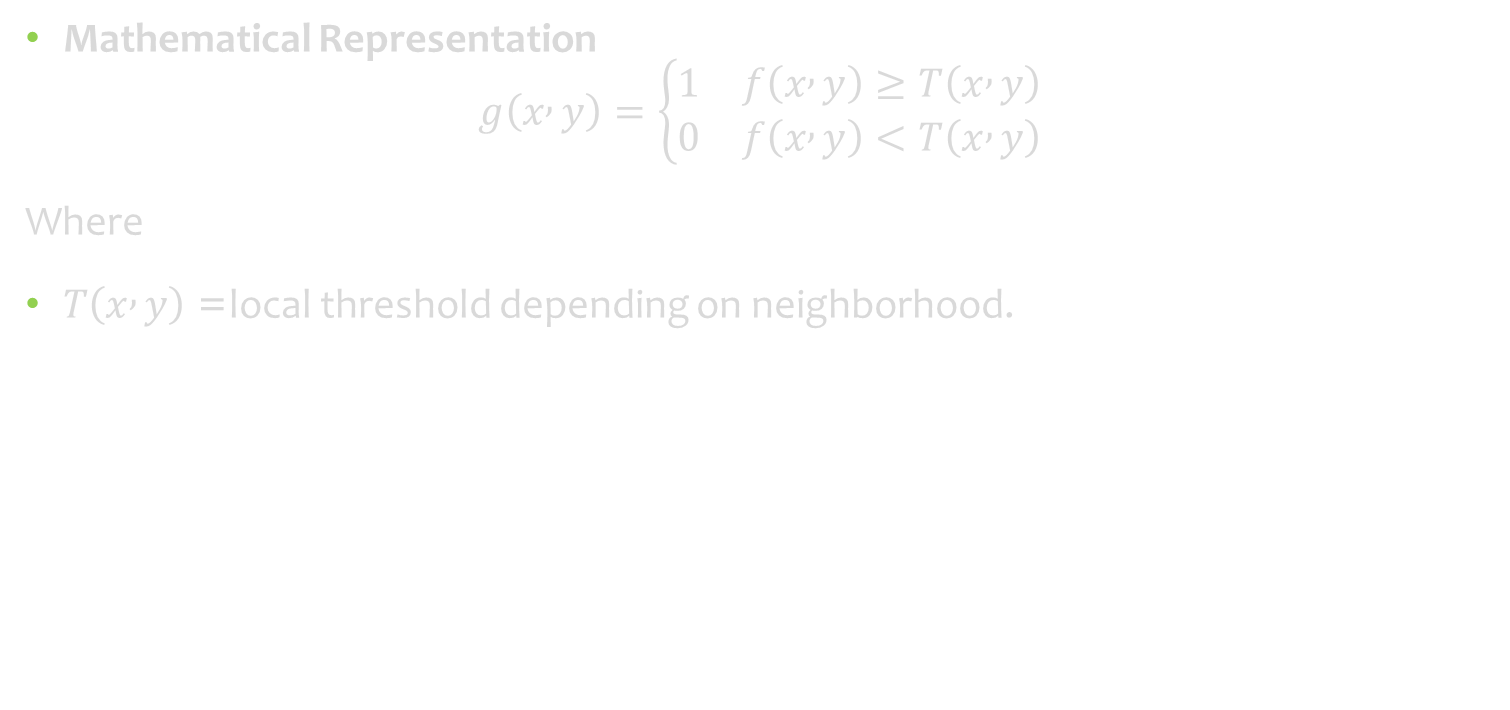 • Mathematical Representation
g(x, y) = {1 f(x, y) ≥ T(x, y)
0 f(x, y) < T(x, y)
Where
• T(x, y) =local threshold depending on neighborhood.